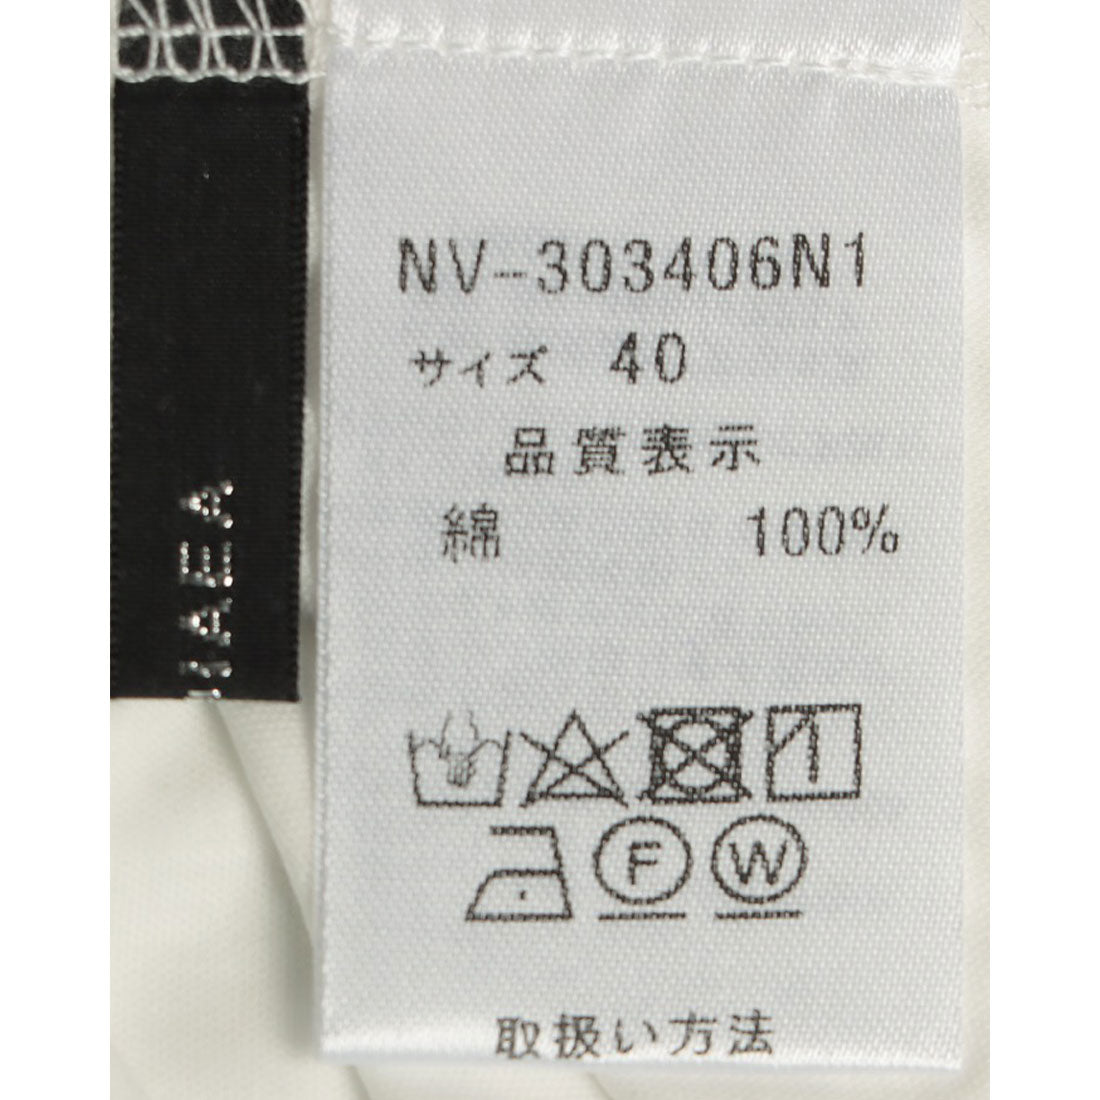 NV-303406N1
サイズ 40
品質表示
綿 100%
F W
取扱い方法